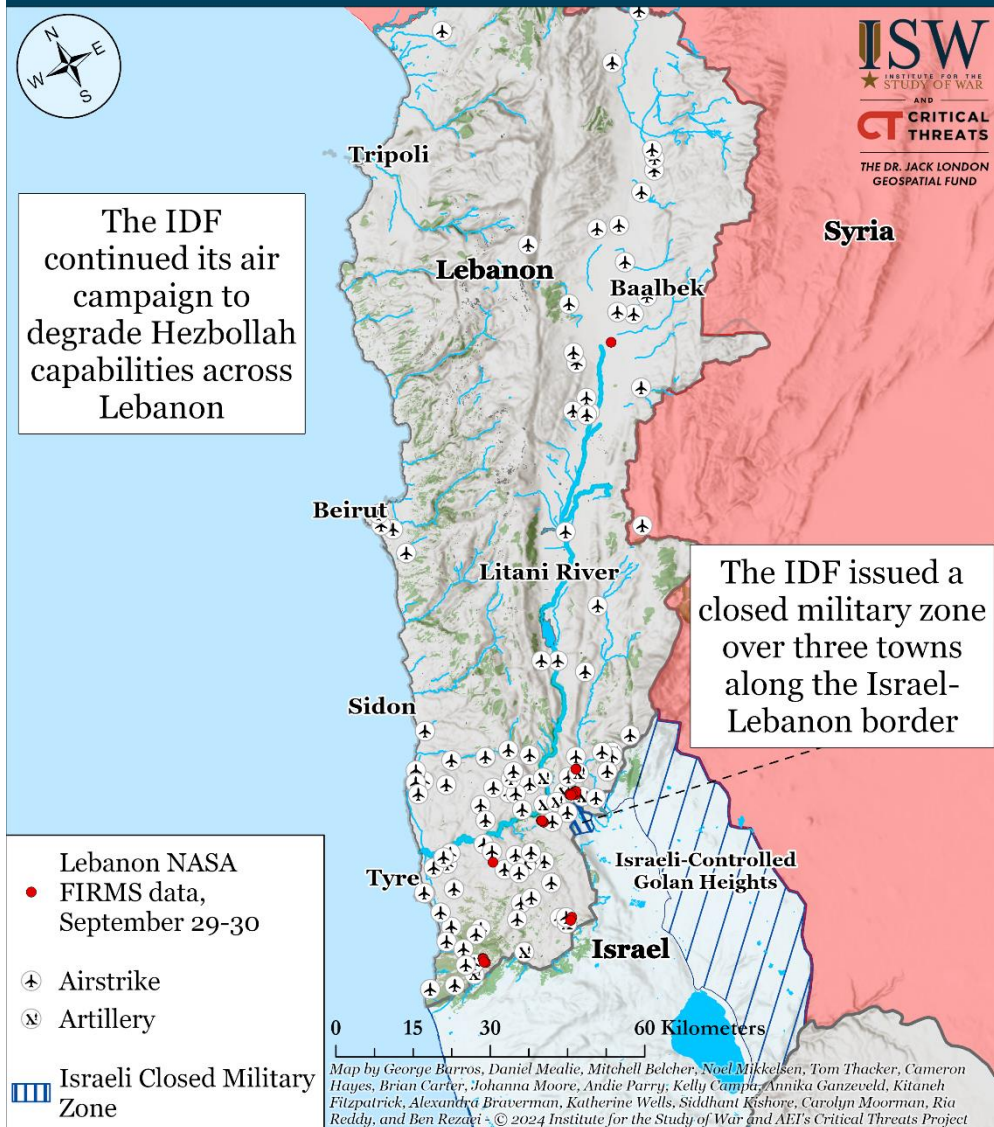 N
E
W
S
ISW
INSTITUTE FOR THE
STUDY OF WAR
AND
CT CRITICAL
THREATS
THE DR. JACK LONDON
GEOSPATIAL FUND
Tripoli
The IDF
continued its air
campaign to
degrade Hezbollah
capabilities across
Lebanon
Syria
Lebanon
Baalbek
Beirut
Litani River
The IDF issued a
closed military zone
over three towns
along the Israel-
Lebanon border
Sidon
Israeli-Controlled
Golan Heights
Tyre
Israel
Lebanon NASA
FIRMS data,
September 29-30
Airstrike
Artillery
Israeli Closed Military
Zone
0 15 30 60 Kilometers
Map by George Barros, Daniel Mealie, Mitchell Belcher, Noel Mikkelsen, Tom Thacker, Cameron
Hayes, Brian Carter, Johanna Moore, Andie Parry, Kelly Campa, Annika Ganzeveld, Kitaneh
Fitzpatrick, Alexandra Braverman, Katherine Wells, Siddhant Kishore, Carolyn Moorman, Ria
Reddy, and Ben Rezaei - © 2024 Institute for the Study of War and AEI's Critical Threats Project